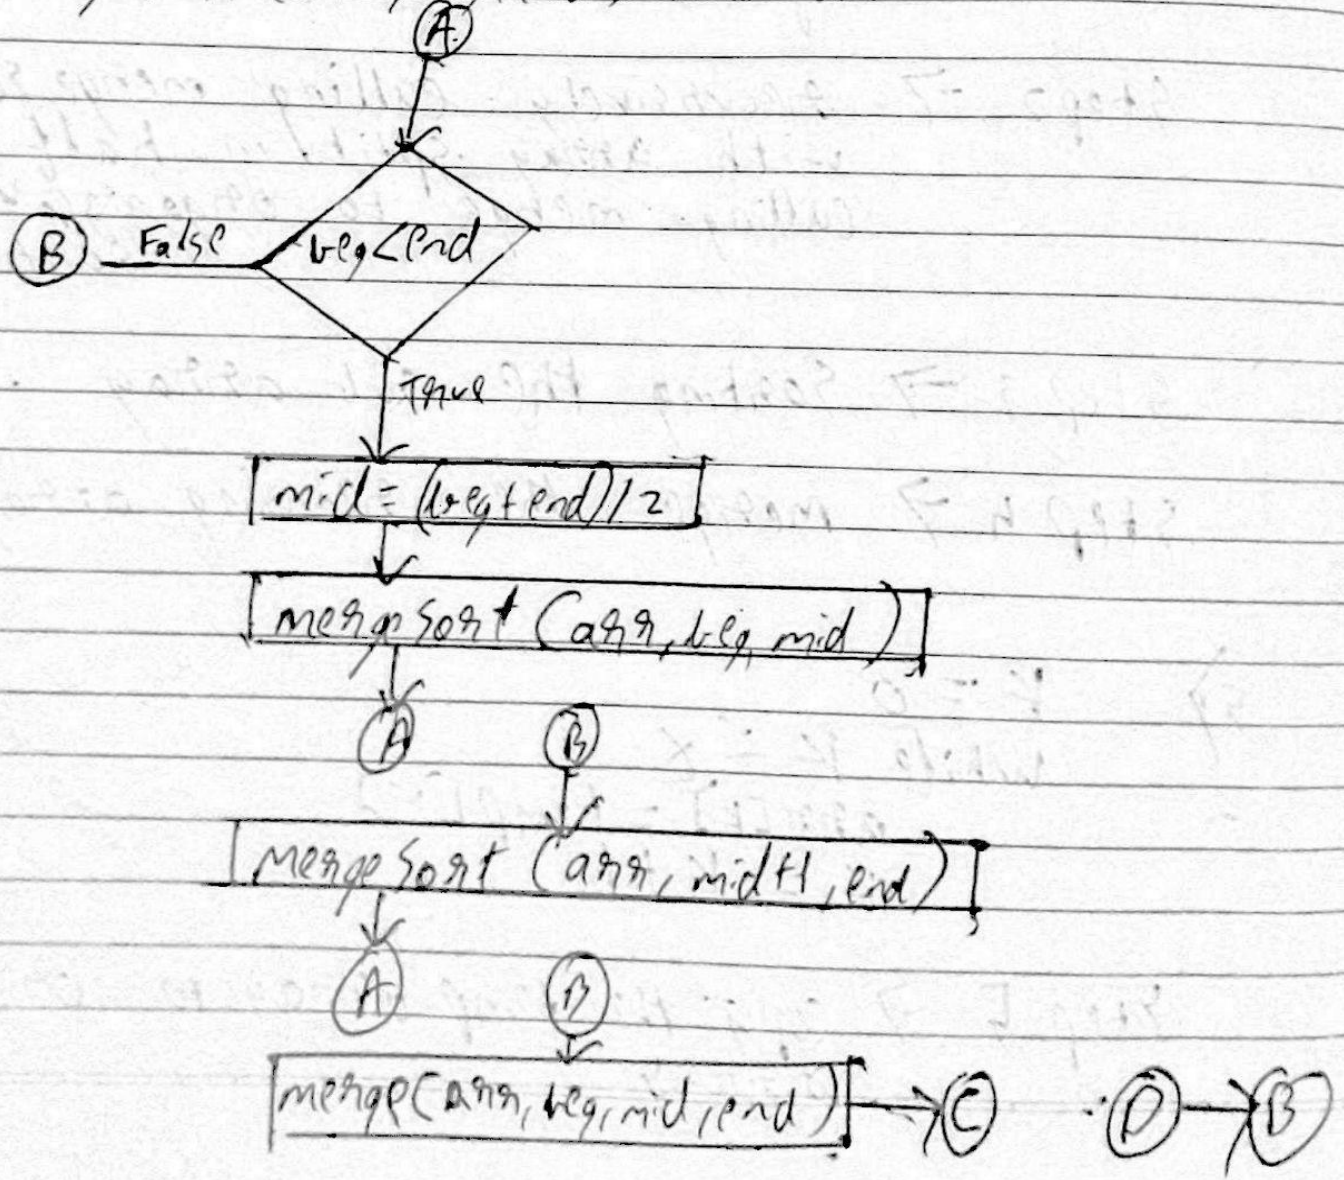 A
beg<end
False
B
True
mid=(beg+end)/2
mergeSort (arr, beg, mid)
A
B
mergeSort (arr, mid+1, end)
A
B
merge(arr, beg, mid, end)
C
D
B